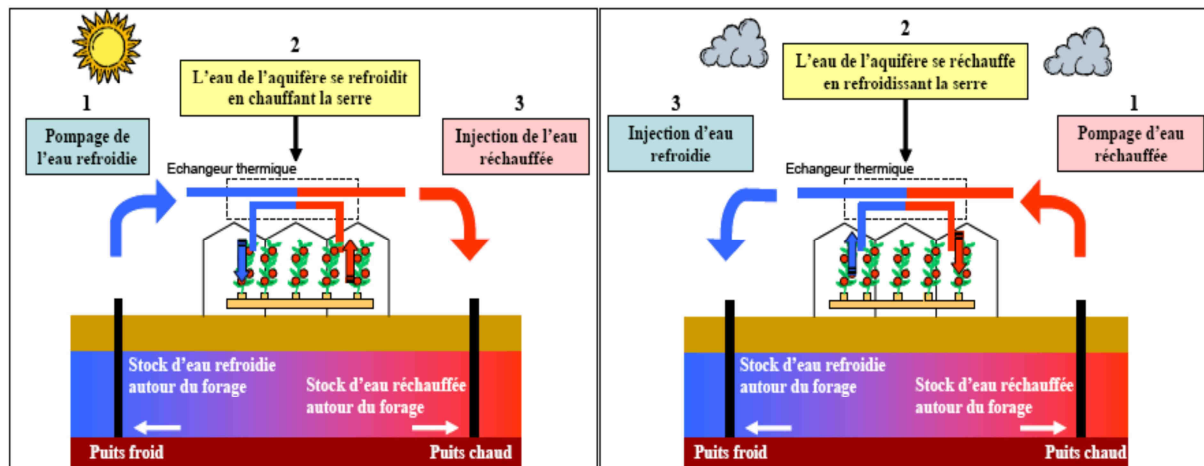 2
L'eau de l'aquifère se refroidit
en chauffant la serre
1
3
Pompage de
l'eau refroidie
Injection de l'eau
réchauffée
Echangeur thermique
Stock d'eau refroidie
autour du forage
Stock d'eau réchauffée
autour du forage
Puits froid
Puits chaud
2
L'eau de l'aquifère se réchauffe
en refroidissant la serre
3
1
Injection d'eau
refroidie
Pompage d'eau
réchauffée
Echangeur thermique
Stock d'eau refroidie
autour du forage
Stock d'eau réchauffée
autour du forage
Puits froid
Puits chaud